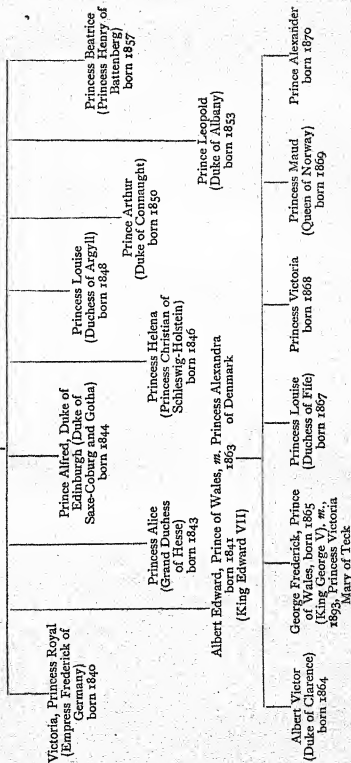 Victoria, Princess Royal
(Empress Frederick of
Germany)
born 1840
Princess Alice
(Grand Duchess
of Hesse)
born 1843
Prince Alfred, Duke of
Edinburgh (Duke of
Saxe-Coburg and Gotha)
born 1844
Princess Helena
(Princess Christian of
Schleswig-Holstein)
born 1846
Princess Louise
(Duchess of Argyll)
born 1848
Prince Arthur
(Duke of Connaught)
born 1850
Prince Leopold
(Duke of Albany)
born 1853
Princess Beatrice
(Princess Henry of
Battenberg)
born 1857
Albert Edward, Prince of Wales, m. Princess Alexandra
born 1841 1863 of Denmark
(King Edward VII)
Albert Victor
(Duke of Clarence)
born 1864
George Frederick, Prince
of Wales, born 1865
(King George V). m.,
1893, Princess Victoria
Mary of Teck
Princess Louise
(Duchess of Fife)
born 1867
Princess Victoria
born 1868
Princess Maud
(Queen of Norway)
born 1869
Prince Alexander
born 1870